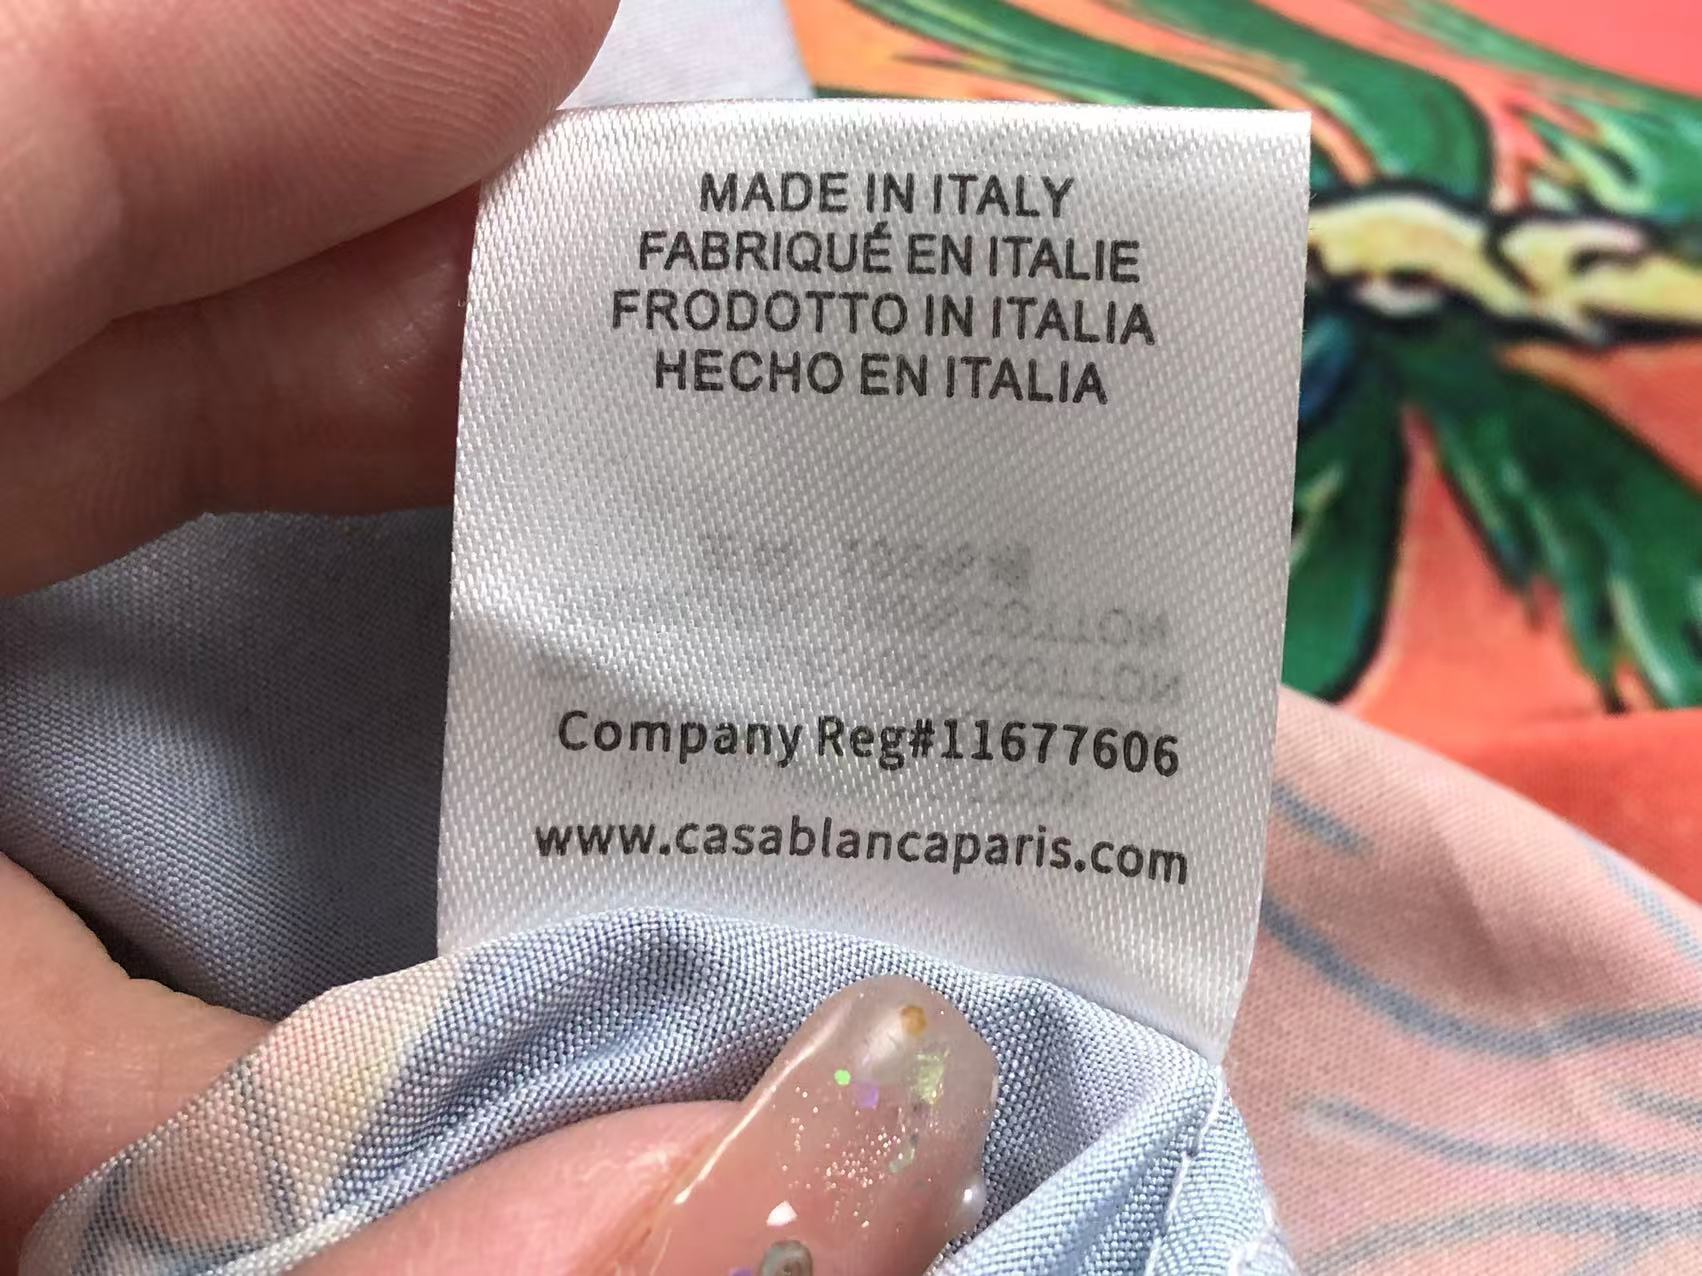 MADE IN ITALY
FABRIQUÉ EN ITALIE
FRODOTTO IN ITALIA
HECHO EN ITALIA
Company Reg#11677606
www.casablancaparis.com